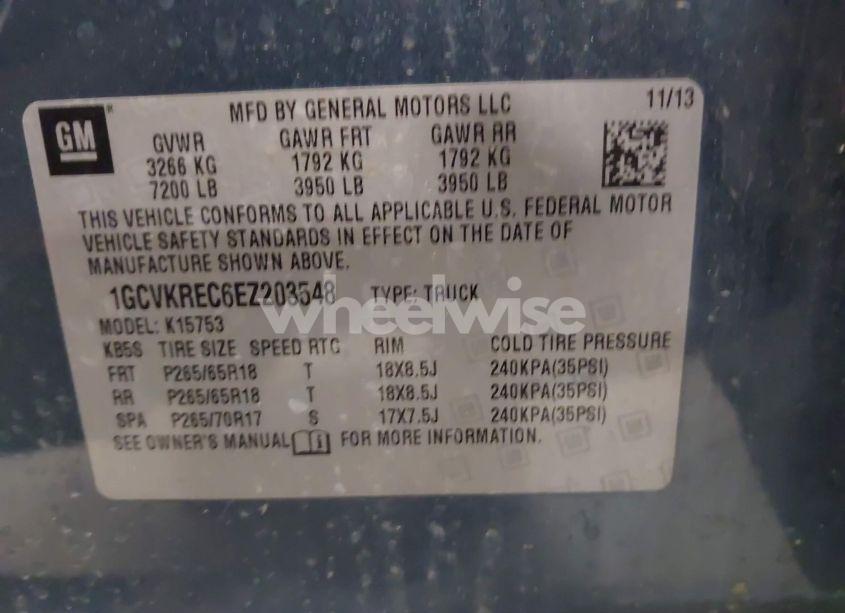 GM
MFD BY GENERAL MOTORS LLC 11/13
GVWR GAWR FRT GAWR RR
3266 KG 1792 KG 1792 KG
7200 LB 3950 LB 3950 LB
THIS VEHICLE CONFORMS TO ALL APPLICABLE U.S. FEDERAL MOTOR
VEHICLE SAFETY STANDARDS IN EFFECT ON THE DATE OF
MANUFACTURE SHOWN ABOVE.
1GCVKREC6EZ203548 TYPE: TRUCK
wheelwise
MODEL: K15753
KB5S TIRE SIZE SPEED RTG RIM COLD TIRE PRESSURE
FRT P265/65R18 T 18X8.5J 240KPA(35PSI)
RR P265/65R18 T 18X8.5J 240KPA(35PSI)
SPA P265/70R17 S 17X7.5J 240KPA(35PSI)
SEE OWNER'S MANUAL FOR MORE INFORMATION.